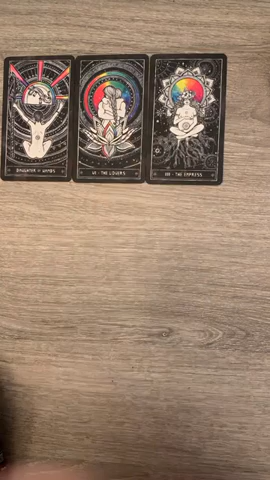 DAUGHTER OF WANDS
VI · THE LOVERS
III · THE EMPRESS